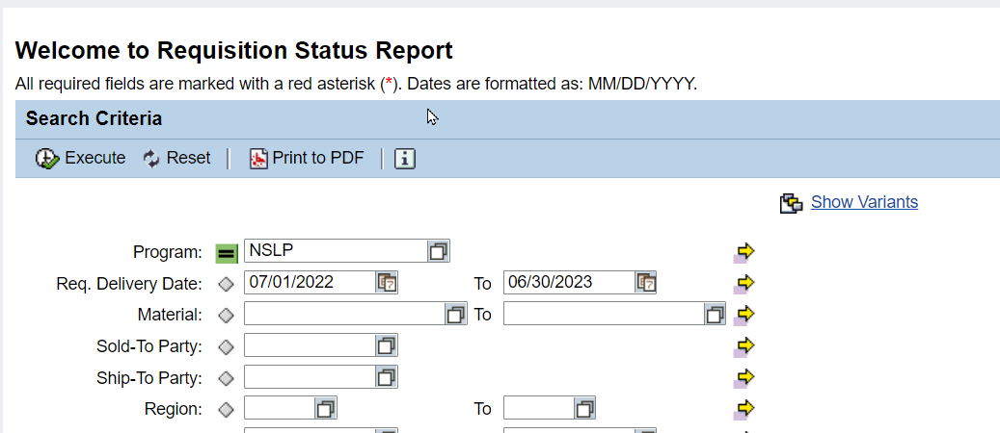 Welcome to Requisition Status Report
All required fields are marked with a red asterisk (*). Dates are formatted as: MM/DD/YYYY.
Search Criteria
Execute Reset Print to PDF
Show Variants
Program: NSLP
Req. Delivery Date: 07/01/2022 To 06/30/2023
Material: To
Sold-To Party:
Ship-To Party:
Region: To